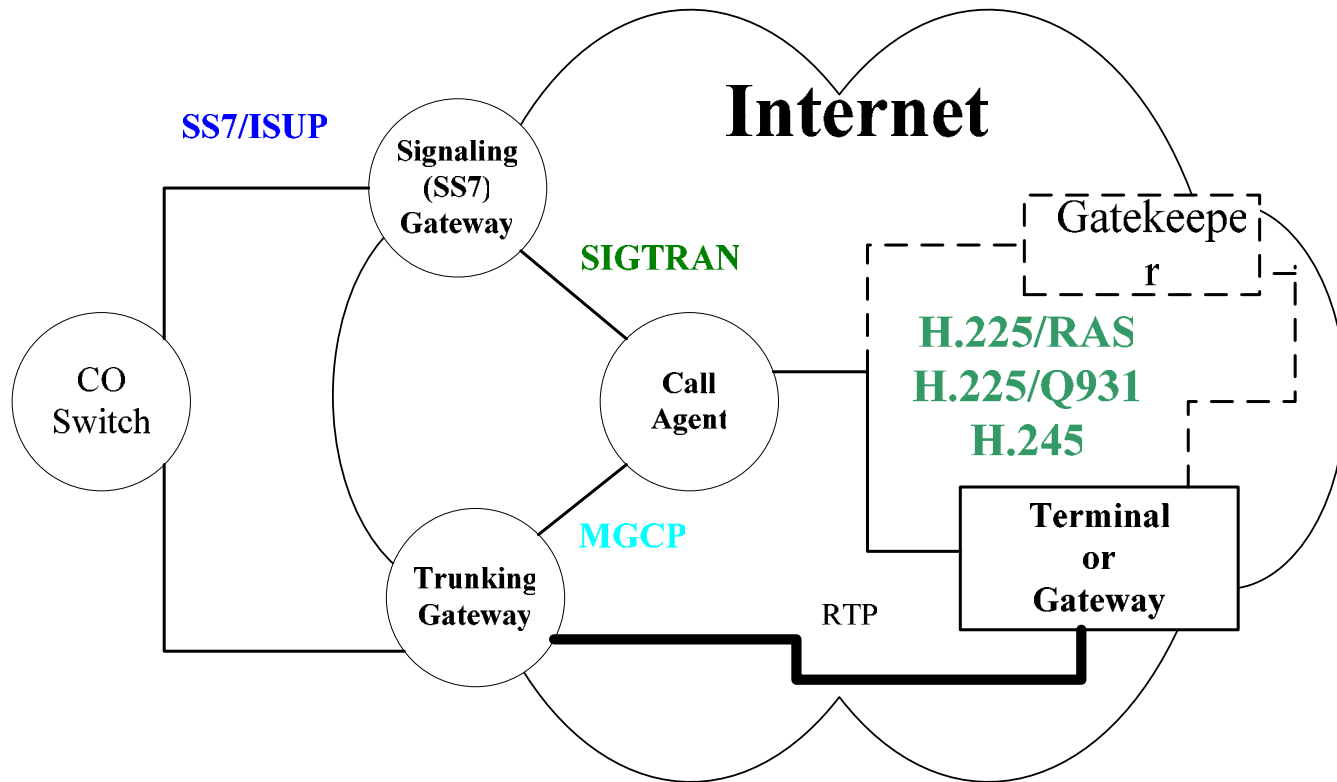 Internet
SS7/ISUP
Signaling
(SS7)
Gateway
Gatekeepe
r
SIGTRAN
H.225/RAS
H.225/Q931
H.245
CO
Switch
Call
Agent
MGCP
Terminal
or
Gateway
Trunking
Gateway
RTP